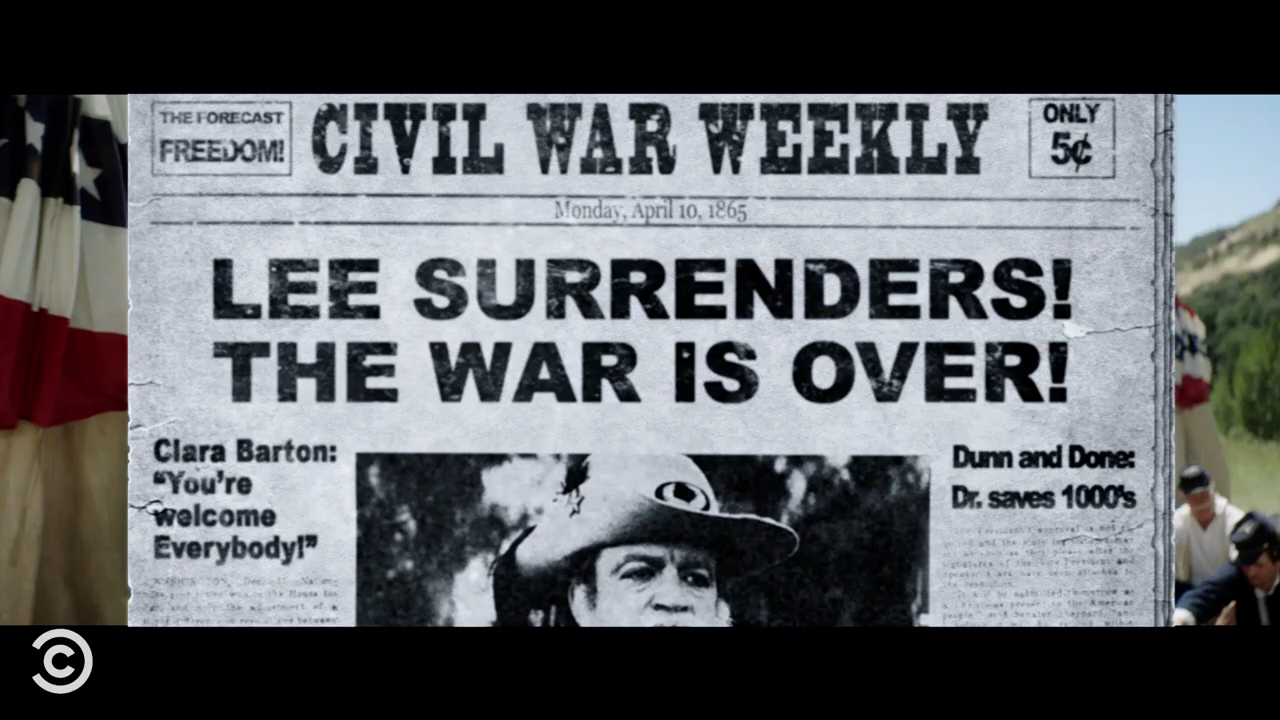 THE FORECAST
FREEDOM!
CIVIL WAR WEEKLY
ONLY
5¢
Monday, April 10, 1865
LEE SURRENDERS!
THE WAR IS OVER!
Clara Barton:
“You’re
welcome
Everybody!”
Dunn and Done:
Dr. saves 1000's